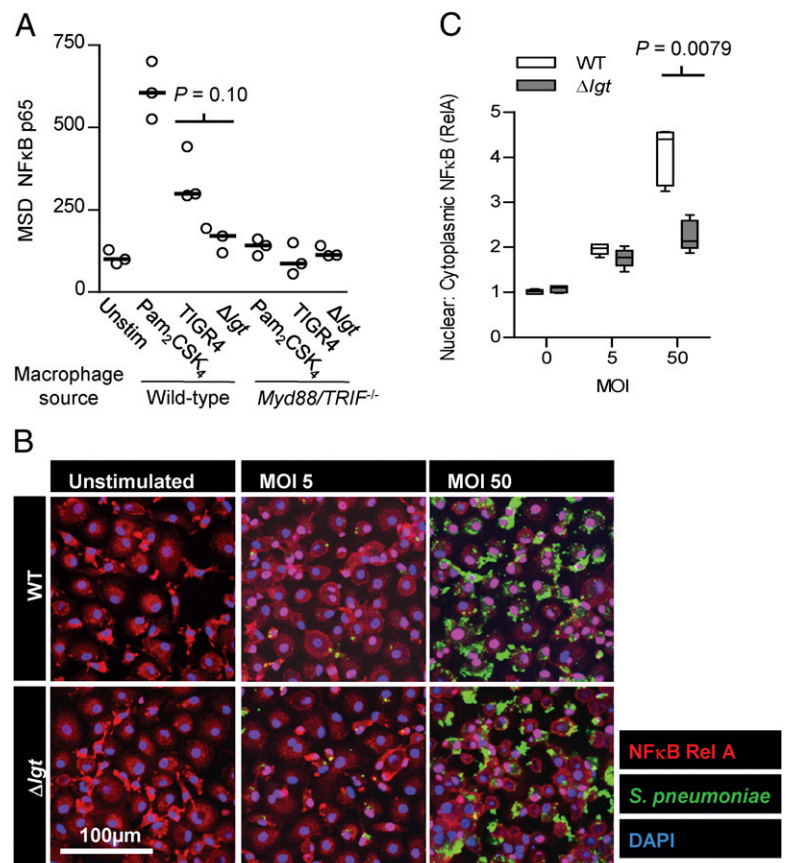 A
750
500
250
0
MSD NFκB p65
P = 0.10
Unstim
Pam2CSK4
TIGR4
Δlgt
Pam2CSK4
TIGR4
Δlgt
Macrophage
source
Wild-type
Myd88/TRIF-/-
C
WT
Δlgt
P = 0.0079
5
4
3
2
1
0
Nuclear: Cytoplasmic NFκB (RelA)
0
5
50
MOI
B
Unstimulated
MOI 5
MOI 50
WT
Δlgt
100μm
NFκB Rel A
S. pneumoniae
DAPI